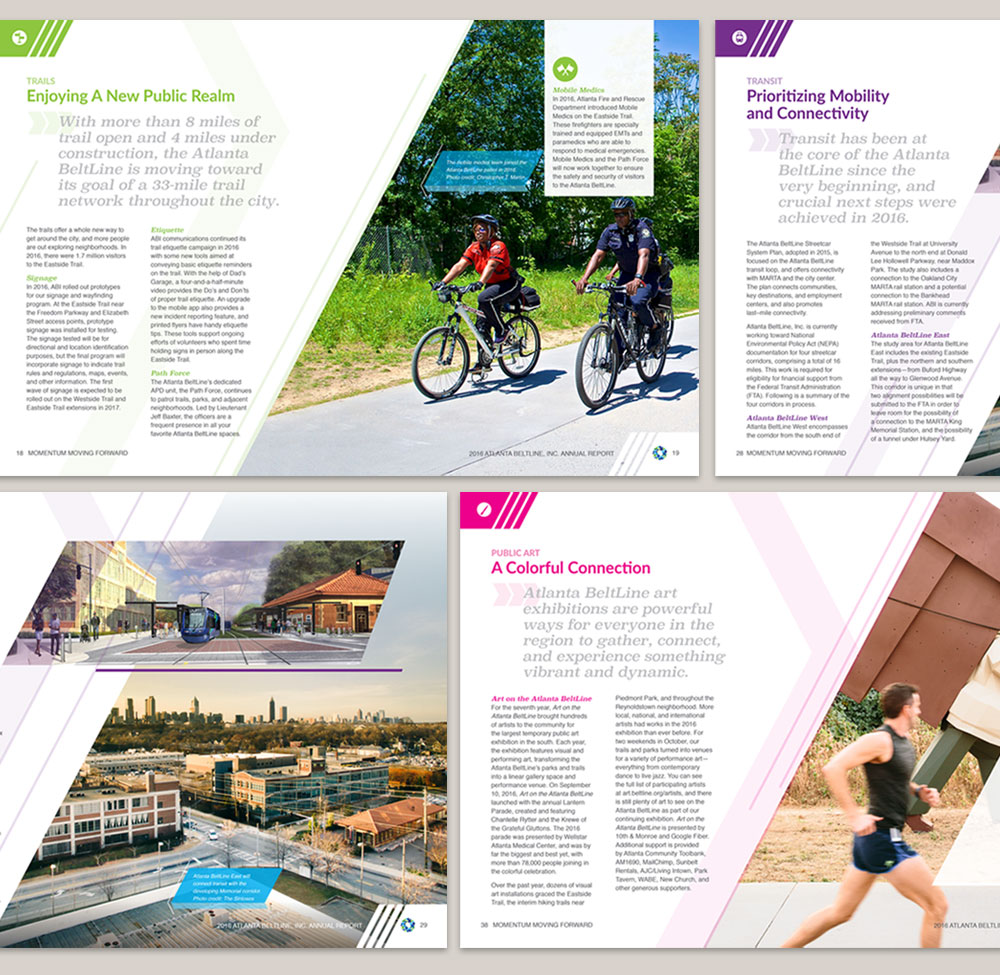 TRAILS
Enjoying A New Public Realm
With more than 8 miles of
trail open and 4 miles under
construction, the Atlanta
BeltLine is moving toward
its goal of a 33-mile trail
network throughout the city.
The trails offer a whole new way to
get around the city, and more people
are out exploring neighborhoods. In
2016, there were 1.7 million visitors
to the Eastside Trail.
Signage
In 2016, ABI rolled out prototypes
for our signage and wayfinding
program. At the Eastside Trail near
the Freedom Parkway and Elizabeth
Street access points, prototype
signage was installed for testing.
The signage tested will be for
directional and location identification
purposes, but the final program will
incorporate signage to indicate trail
rules and regulations, maps, events,
and other information. The first
wave of signage is expected to be
rolled out on the Westside Trail and
Eastside Trail extensions in 2017.
Etiquette
ABI communications continued its
trail etiquette campaign in 2016
with some new tools aimed at
conveying basic etiquette reminders
on the trail. With the help of Dad's
Garage, a four-and-a-half-minute
video provides the Do's and Don'ts
of proper trail etiquette. An upgrade
to the mobile app also provides a
new incident reporting feature, and
printed flyers have handy etiquette
tips. These tools support ongoing
efforts of volunteers who spent time
holding signs in person along the
Eastside Trail.
Path Force
The Atlanta BeltLine's dedicated
APD unit, the Path Force, continues
to patrol trails, parks, and adjacent
neighborhoods. Led by Lieutenant
Jeff Baxter, the officers are a
frequent presence in all your
favorite Atlanta BeltLine spaces.
The mobile medics team joined the
Atlanta BeltLine patrol in 2016.
Photo credit: Christopher T. Martin
Mobile Medics
In 2016, Atlanta Fire and Rescue
Department introduced Mobile
Medics on the Eastside Trail.
These firefighters are specially
trained and equipped EMTs and
paramedics who are able to
respond to medical emergencies.
Mobile Medics and the Path Force
will now work together to ensure
the safety and security of visitors
to the Atlanta BeltLine.
18 MOMENTUM MOVING FORWARD
2016 ATLANTA BELTLINE, INC. ANNUAL REPORT 19
TRANSIT
Prioritizing Mobility
and Connectivity
Transit has been at
the core of the Atlanta
BeltLine since the
very beginning, and
crucial next steps were
achieved in 2016.
The Atlanta BeltLine Streetcar
System Plan, adopted in 2015, is
focused on the Atlanta BeltLine
transit loop, and offers connectivity
with MARTA and the city center.
The plan connects communities,
key destinations, and employment
centers, and also promotes
last-mile connectivity.
Atlanta BeltLine, Inc. is currently
working toward National
Environmental Policy Act (NEPA)
documentation for four streetcar
corridors, comprising a total of 16
miles. This work is required for
eligibility for financial support from
the Federal Transit Administration
(FTA). Following is a summary of the
four corridors in process.
Atlanta BeltLine West
Atlanta BeltLine West encompasses
the corridor from the south end of
the Westside Trail at University
Avenue to the north end at Donald
Lee Hollowell Parkway, near Maddox
Park. The study also includes a
connection to the Oakland City
MARTA rail station and a potential
connection to the Bankhead
MARTA rail station. ABI is currently
addressing preliminary comments
received from FTA.
Atlanta BeltLine East
The study area for Atlanta BeltLine
East includes the existing Eastside
Trail, plus the northern and southern
extensions—from Buford Highway
all the way to Glenwood Avenue.
This corridor is unique in that
two alignment possibilities will be
submitted to the FTA in order to
leave room for the possibility of
a connection to the MARTA King
Memorial Station, and the possibility
of a tunnel under Hulsey Yard.
28 MOMENTUM MOVING FORWARD
Atlanta BeltLine East will
connect transit with the
developing Memorial corridor.
Photo credit: The Sintoses
2016 ATLANTA BELTLINE, INC. ANNUAL REPORT 29
PUBLIC ART
A Colorful Connection
Atlanta BeltLine art
exhibitions are powerful
ways for everyone in the
region to gather, connect,
and experience something
vibrant and dynamic.
Art on the Atlanta BeltLine
For the seventh year, Art on the
Atlanta BeltLine brought hundreds
of artists to the community for
the largest temporary public art
exhibition in the south. Each year,
the exhibition features visual and
performing art, transforming the
Atlanta BeltLine's parks and trails
into a linear gallery space and
performance venue. On September
10, 2016, Art on the Atlanta BeltLine
launched with the annual Lantern
Parade, created and featuring
Chantelle Rytter and the Krewe of
the Grateful Gluttons. The 2016
parade was presented by Wellstar
Atlanta Medical Center, and was by
far the biggest and best yet, with
more than 78,000 people joining in
the colorful celebration.
Over the past year, dozens of visual
art installations graced the Eastside
Trail, the interim hiking trails near
Piedmont Park, and throughout the
Reynoldstown neighborhood. More
local, national, and international
artists had works in the 2016
exhibition than ever before. For
two weekends in October, our
trails and parks turned into venues
for a variety of performance art—
everything from contemporary
dance to live jazz. You can see
the full list of participating artists
at art.beltline.org/artists, and there
is still plenty of art to see on the
Atlanta BeltLine as part of our
continuing exhibition. Art on the
Atlanta BeltLine is presented by
10th & Monroe and Google Fiber.
Additional support is provided
by Atlanta Community Toolbank,
AM1690, MailChimp, Sunbelt
Rentals, AJC/Living Intown, Park
Tavern, WABE, New Church, and
other generous supporters.
38 MOMENTUM MOVING FORWARD
2016 ATLANTA BELTLI